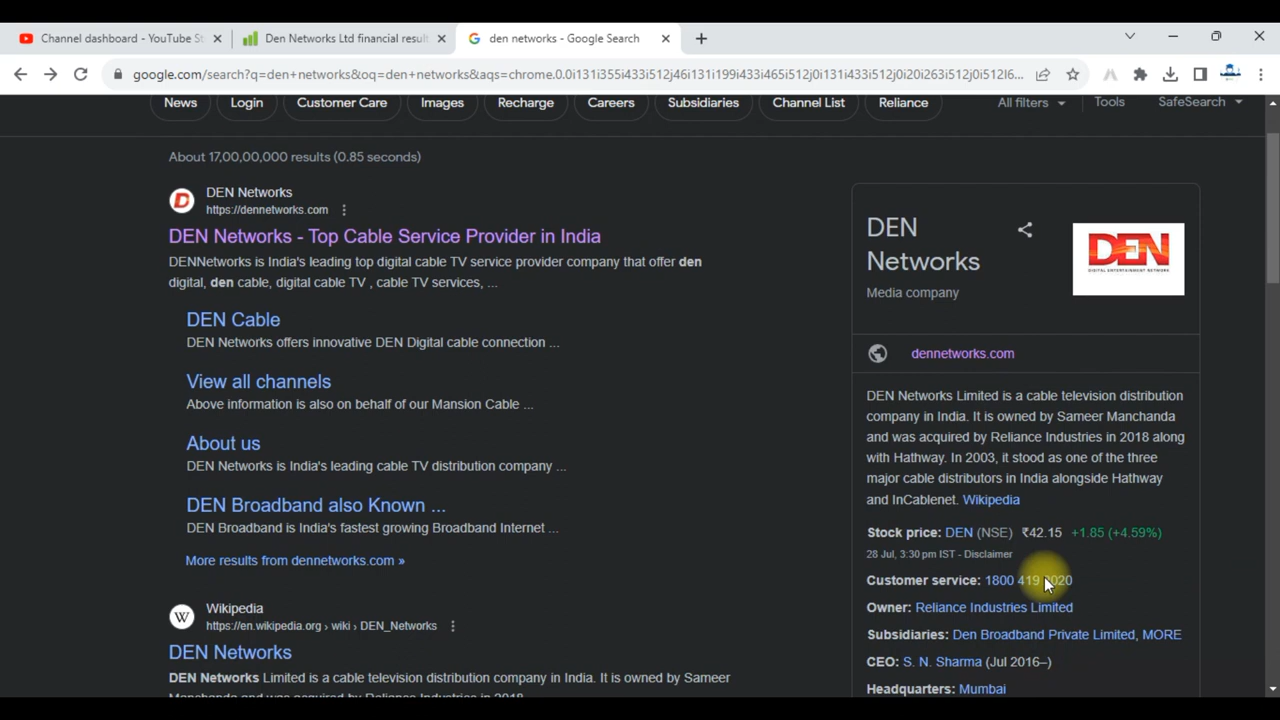 Channel dashboard - YouTube St
Den Networks Ltd financial result
den networks - Google Search
google.com/search?q=den+networks&oq=den+networks&aqs=chrome.0.0i131i355i433i512j46i131i199i433i465i512j0i131i433i512j0i20i263i512j0i512l6...
News Login Customer Care Images Recharge Careers Subsidiaries Channel List Reliance All filters Tools SafeSearch
About 17,00,00,000 results (0.85 seconds)
DEN Networks
https://dennetworks.com
DEN Networks - Top Cable Service Provider in India
DENNetworks is India's leading top digital cable TV service provider company that offer den
digital, den cable, digital cable TV , cable TV services, ...
DEN Cable
DEN Networks offers innovative DEN Digital cable connection ...
View all channels
Above information is also on behalf of our Mansion Cable ...
About us
DEN Networks is India's leading cable TV distribution company ...
DEN Broadband also Known ...
DEN Broadband is India's fastest growing Broadband Internet ...
More results from dennetworks.com »
W
Wikipedia
https://en.wikipedia.org › wiki › DEN_Networks
DEN Networks
DEN Networks Limited is a cable television distribution company in India. It is owned by Sameer
Manchanda and was acquired by Reliance Industries in 2018
DEN
Networks
Media company
DEN
DIGITAL ENTERTAINMENT NETWORK
dennetworks.com
DEN Networks Limited is a cable television distribution
company in India. It is owned by Sameer Manchanda
and was acquired by Reliance Industries in 2018 along
with Hathway. In 2003, it stood as one of the three
major cable distributors in India alongside Hathway
and InCablenet. Wikipedia
Stock price: DEN (NSE) ₹42.15 +1.85 (+4.59%)
28 Jul, 3:30 pm IST - Disclaimer
Customer service: 1800 419
Owner: Reliance Industries Limited
Subsidiaries: Den Broadband Private Limited, MORE
CEO: S. N. Sharma (Jul 2016–)
Headquarters: Mumbai